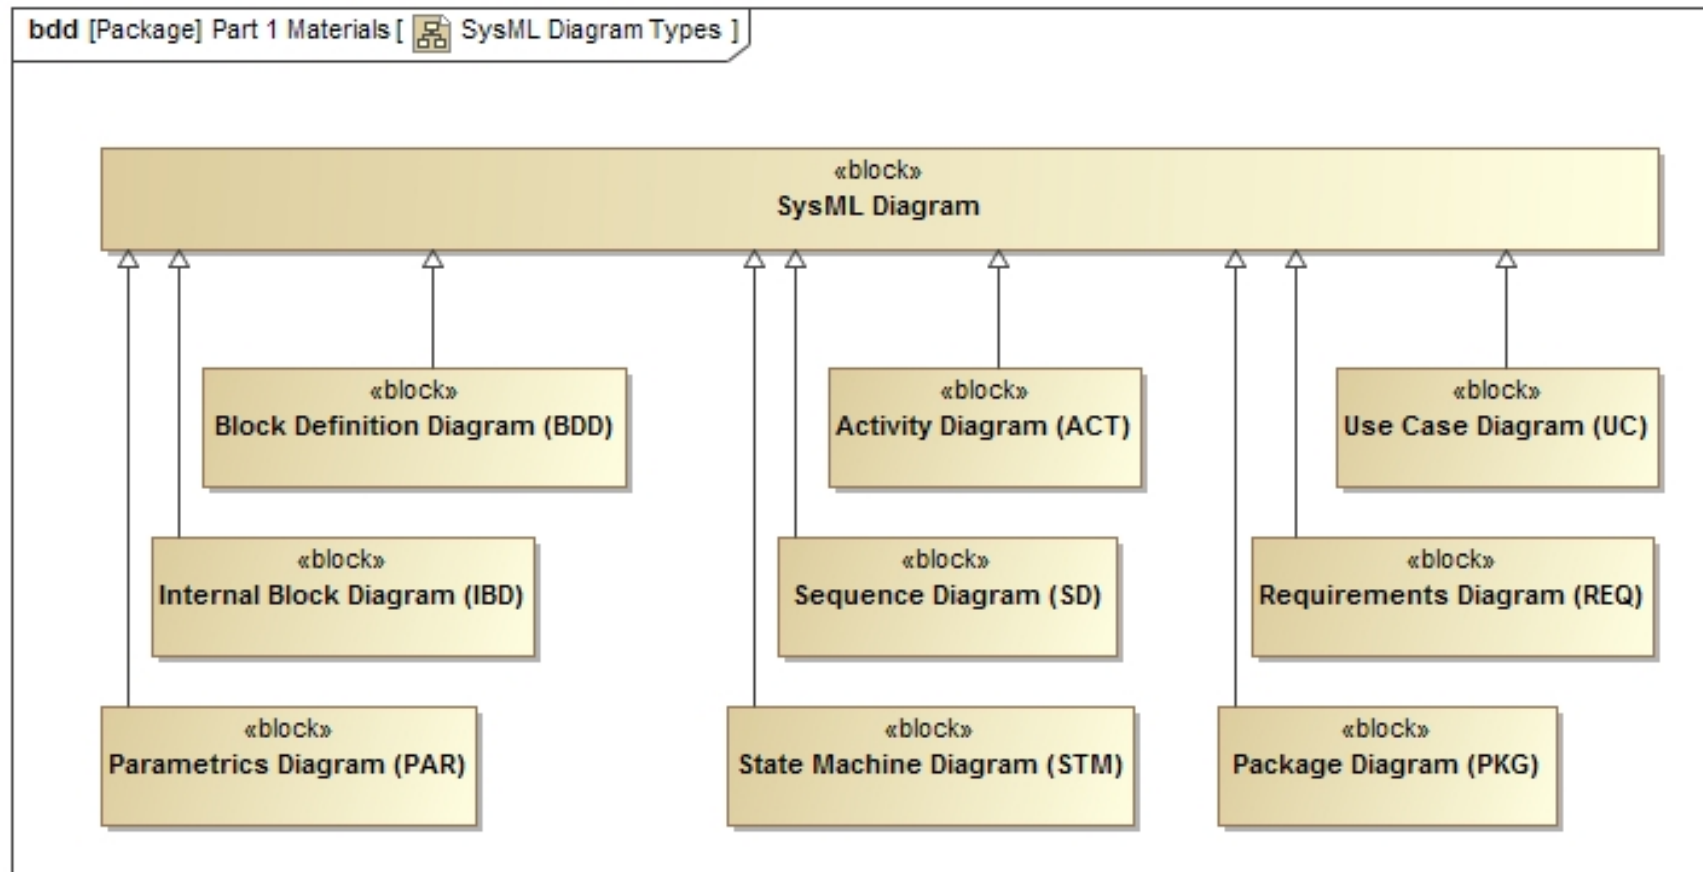 bdd [Package] Part 1 Materials [ SysML Diagram Types ]
«block»
SysML Diagram
«block»
Block Definition Diagram (BDD)
«block»
Activity Diagram (ACT)
«block»
Use Case Diagram (UC)
«block»
Internal Block Diagram (IBD)
«block»
Sequence Diagram (SD)
«block»
Requirements Diagram (REQ)
«block»
Parametrics Diagram (PAR)
«block»
State Machine Diagram (STM)
«block»
Package Diagram (PKG)